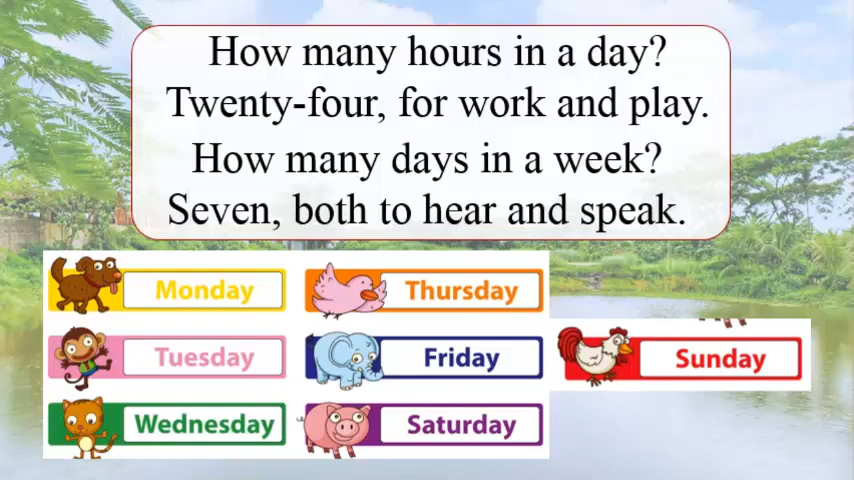 How many hours in a day?
Twenty-four, for work and play.
How many days in a week?
Seven, both to hear and speak.
Monday
Thursday
Tuesday
Friday
Sunday
Wednesday
Saturday